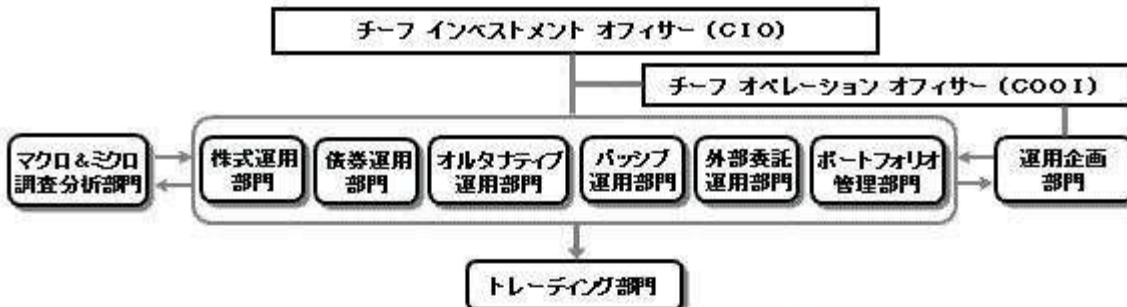 チーフ インベストメント オフィサー (CIO)
チーフ オペレーション オフィサー (COOI)
マクロ&ミクロ
調査分析部門
株式運用
部門
債券運用
部門
オルタナティブ
運用部門
パッシブ
運用部門
外部委託
運用部門
ポートフォリオ
管理部門
運用企画
部門
トレーディング部門